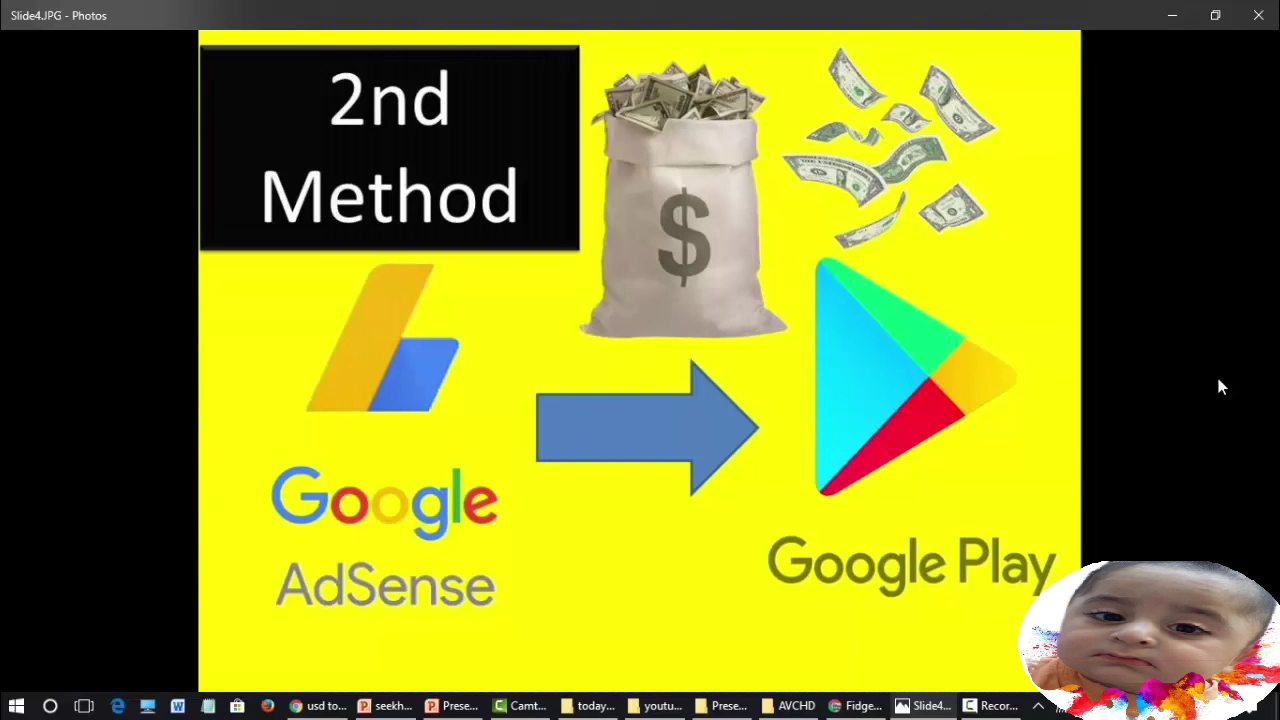 Slide4.JPG - Photos
2nd
Method
$
Google
AdSense
Google Play
usd to ...
seekh...
Prese...
Camt...
today...
youtu...
Prese...
AVCHD
Fidge...
Slide4...
Recor...